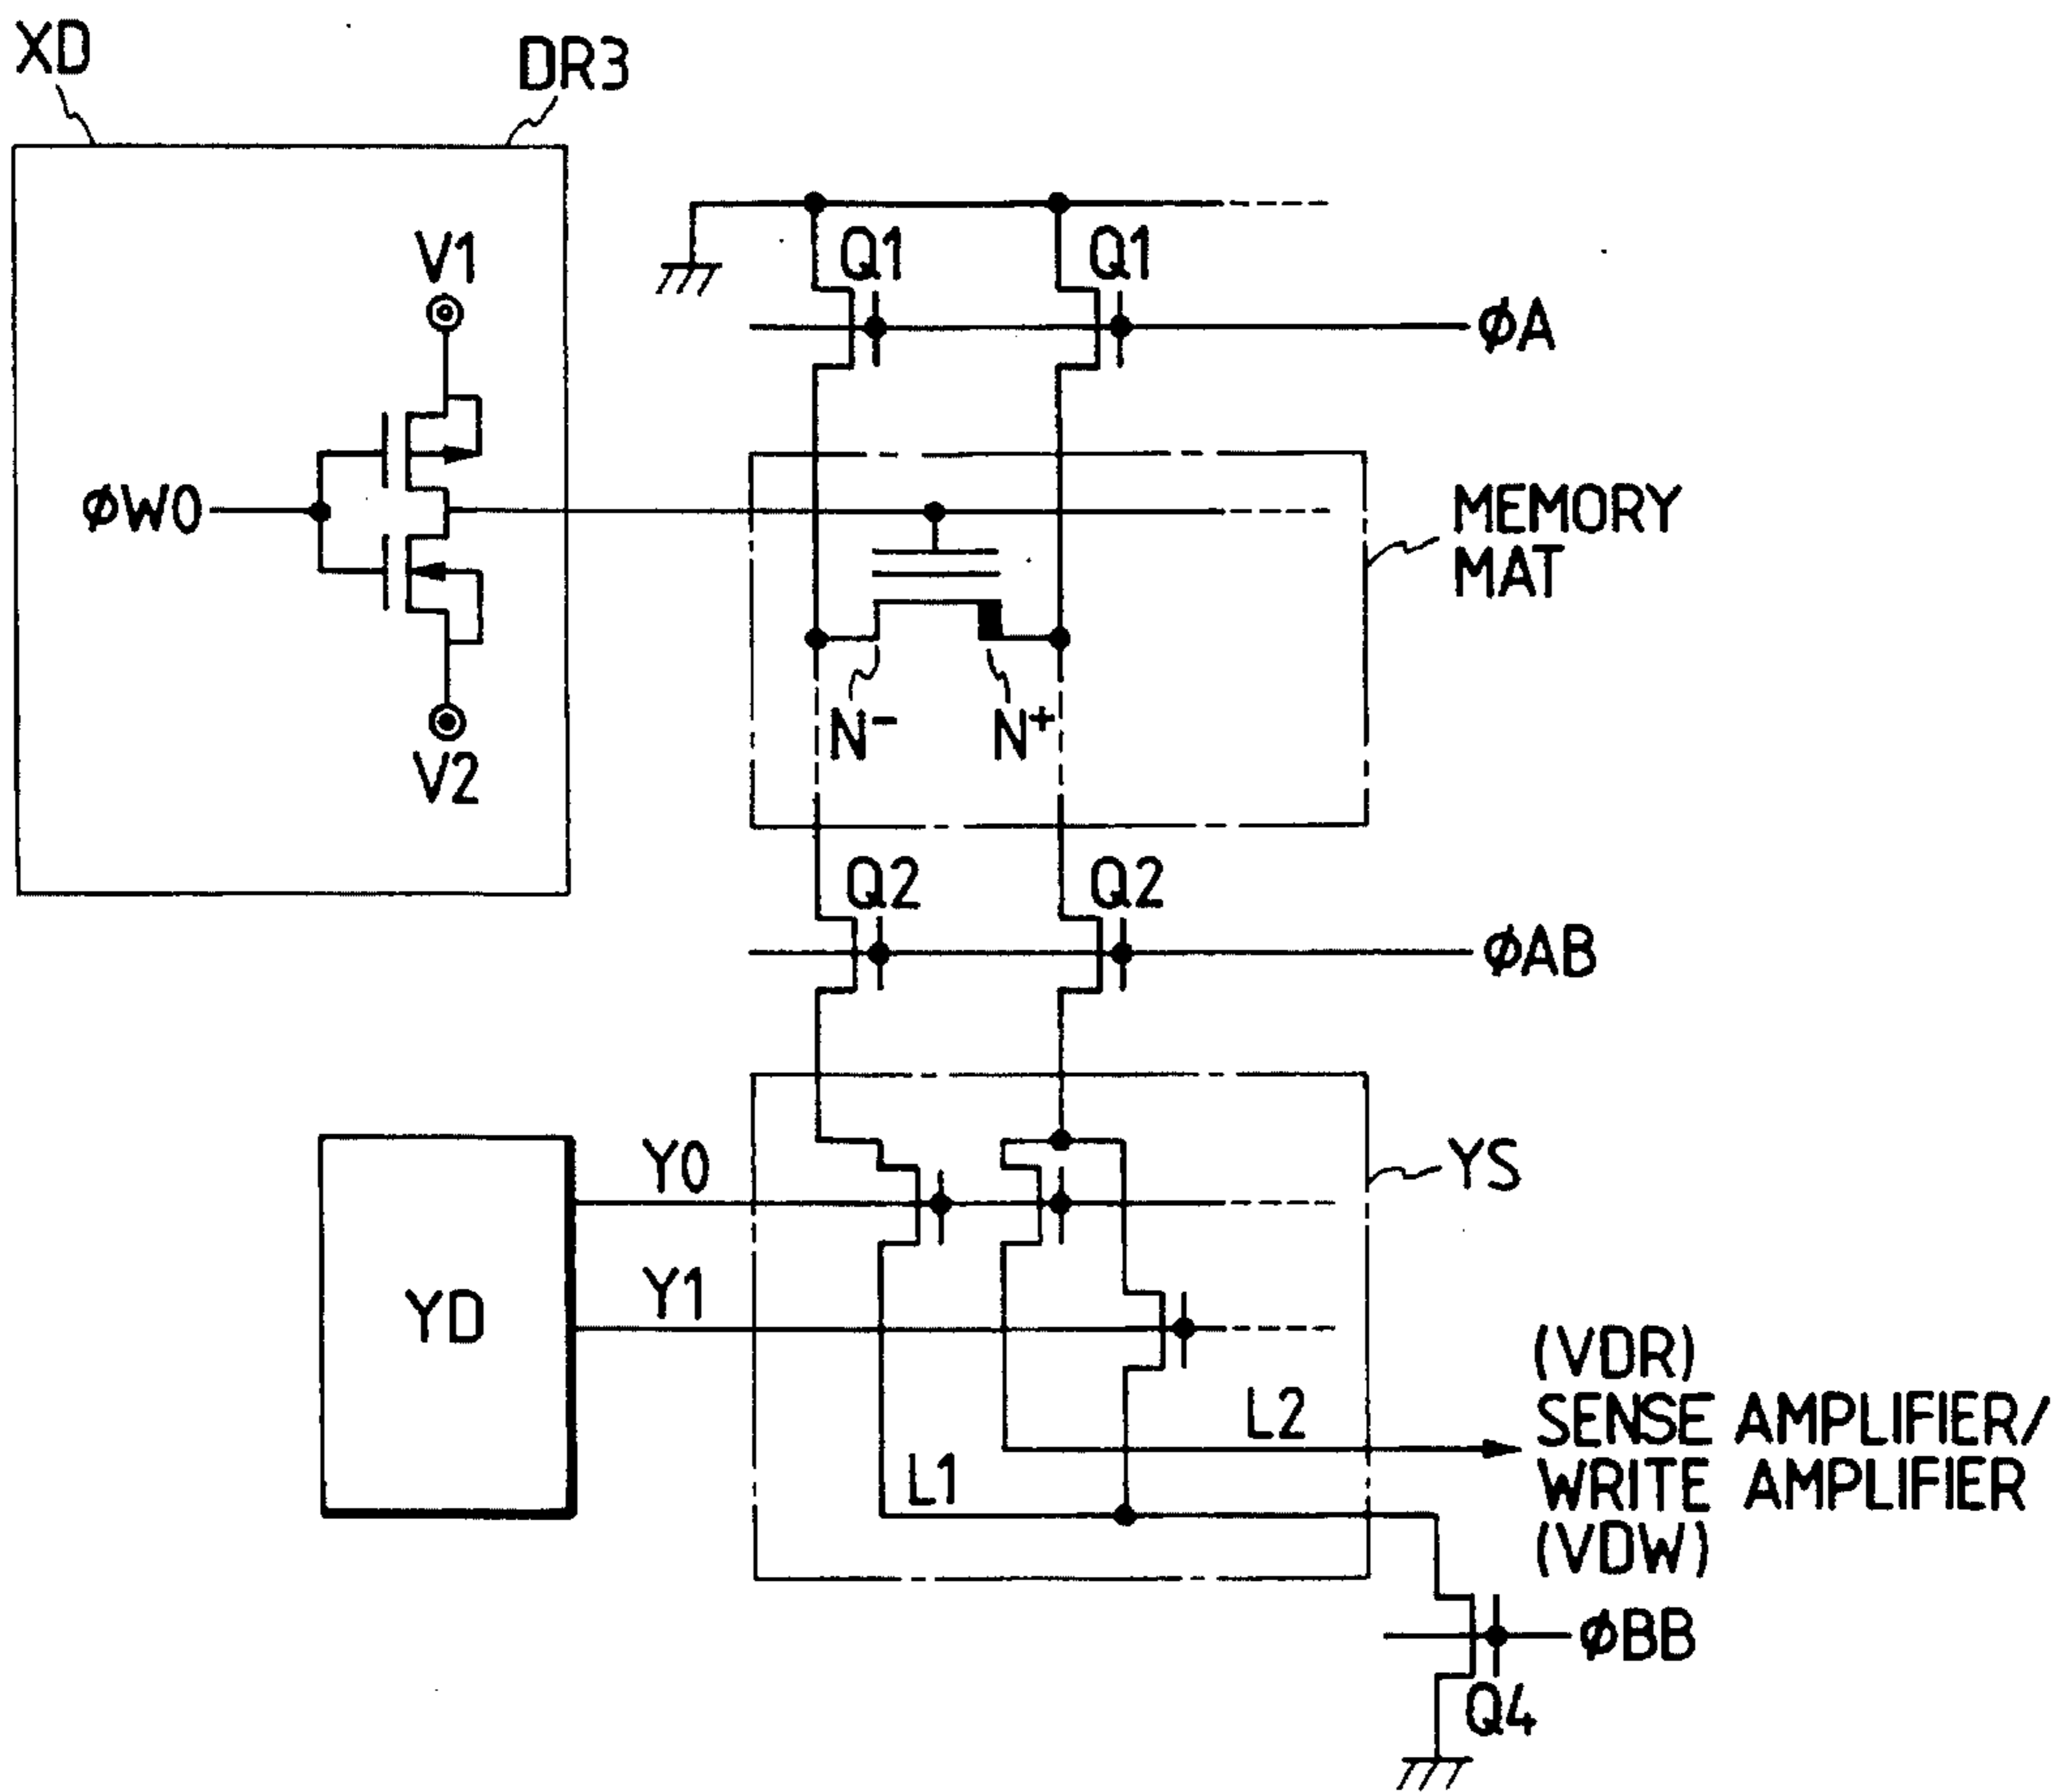 XD
DR3
V1
Q1
Q1
φA
φW0
MEMORY
MAT
N⁻
N⁺
V2
Q2
Q2
φAB
Y0
YS
Y1
YD
(VDR)
L2
SENSE AMPLIFIER/
L1
WRITE AMPLIFIER
(VDW)
φBB
Q4